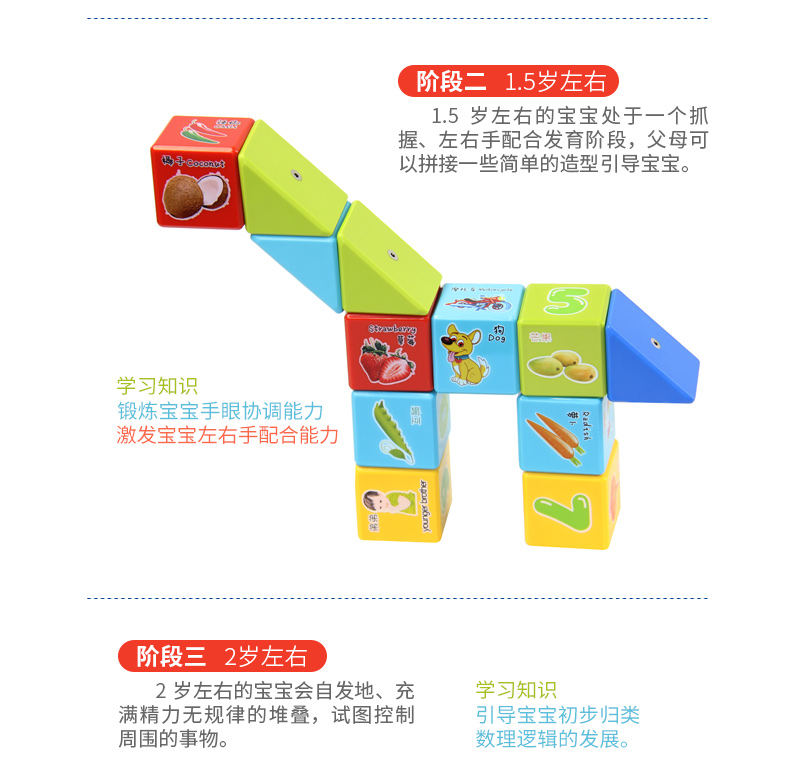 阶段二 1.5岁左右
1.5 岁左右的宝宝处于一个抓
握、左右手配合发育阶段，父母可
以拼接一些简单的造型引导宝宝。
椰子 Coconut
Strawberry
草莓
狗
Dog
芒果
豌豆
萝卜
Radish
弟弟
younger brother
5
7
学习知识
锻炼宝宝手眼协调能力
激发宝宝左右手配合能力
阶段三 2岁左右
2 岁左右的宝宝会自发地、充
满精力无规律的堆叠，试图控制
周围的事物。
学习知识
引导宝宝初步归类
数理逻辑的发展。